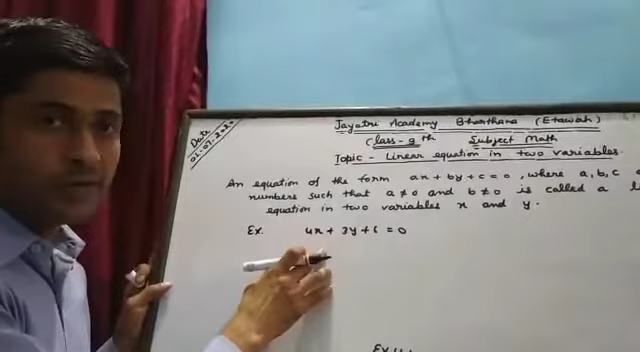 Date
01.07.2020
Jayotri Academy Bharthana (Etawah)
Class-9th Subject Math
Topic - Linear equation in two variables
An equation of the form ax + by + c = 0, where a, b, c
numbers such that a ≠ 0 and b ≠ 0 is called a
equation in two variables x and y.
Ex. 4x + 3y + 6 = 0